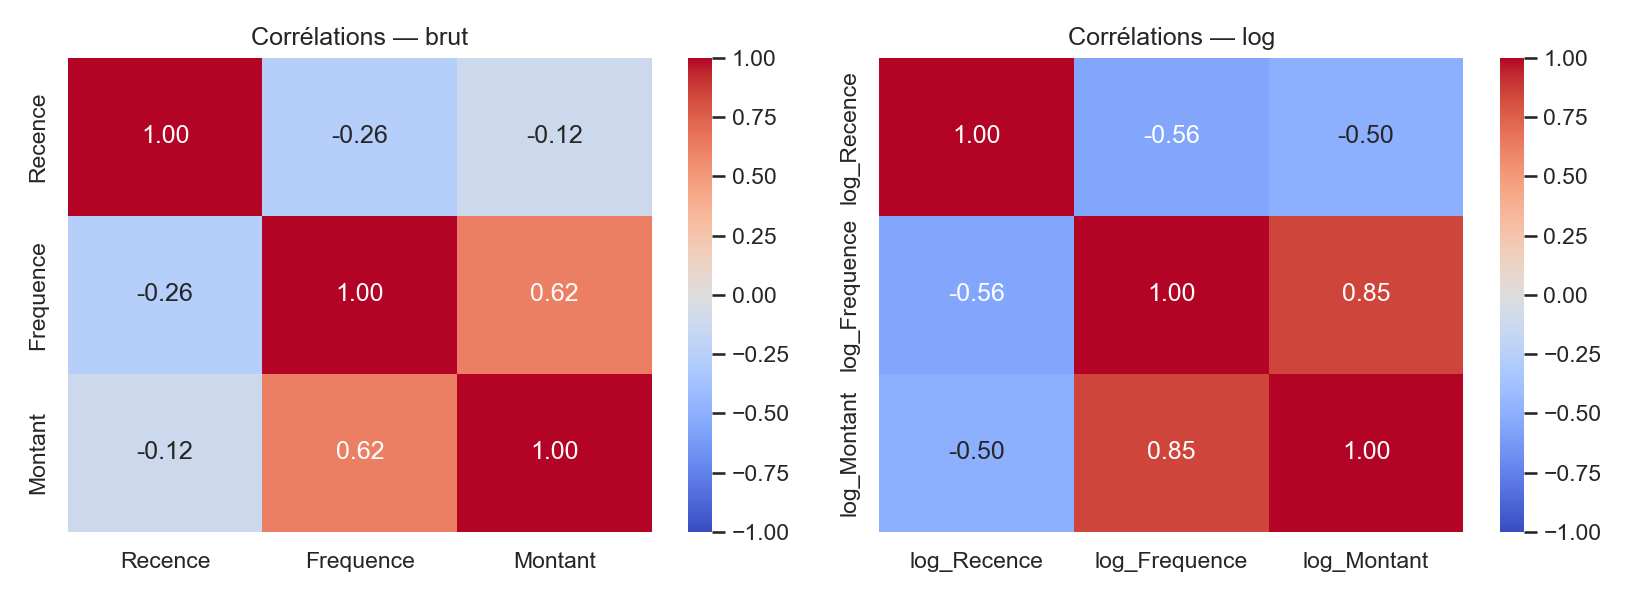 Corrélations — brut
Recence
Frequence
Montant
1.00
-0.26
-0.12
-0.26
1.00
0.62
-0.12
0.62
1.00
Recence
Frequence
Montant
1.00
0.75
0.50
0.25
0.00
−0.25
−0.50
−0.75
−1.00
Corrélations — log
log_Recence
log_Frequence
log_Montant
1.00
-0.56
-0.50
-0.56
1.00
0.85
-0.50
0.85
1.00
log_Recence
log_Frequence
log_Montant
1.00
0.75
0.50
0.25
0.00
−0.25
−0.50
−0.75
−1.00